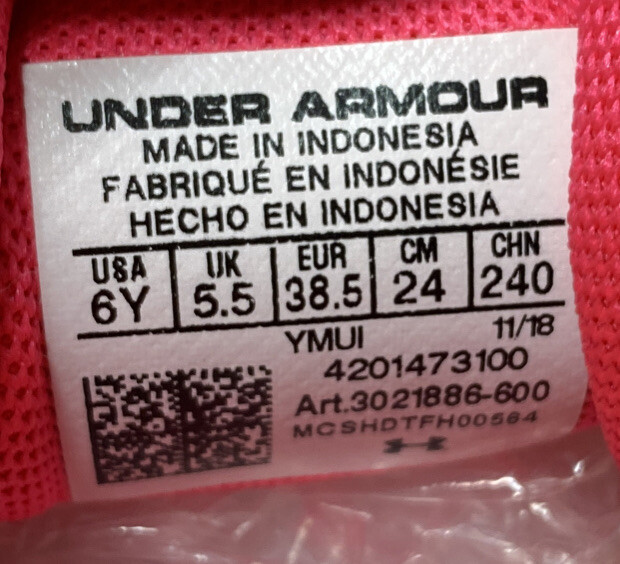 UNDER ARMOUR
MADE IN INDONESIA
FABRIQUÉ EN INDONÉSIE
HECHO EN INDONESIA
USA UK EUR CM CHN
6Y 5.5 38.5 24 240
YMUI 11/18
4201473100
Art.3021886-600
MCSHDTFH00564